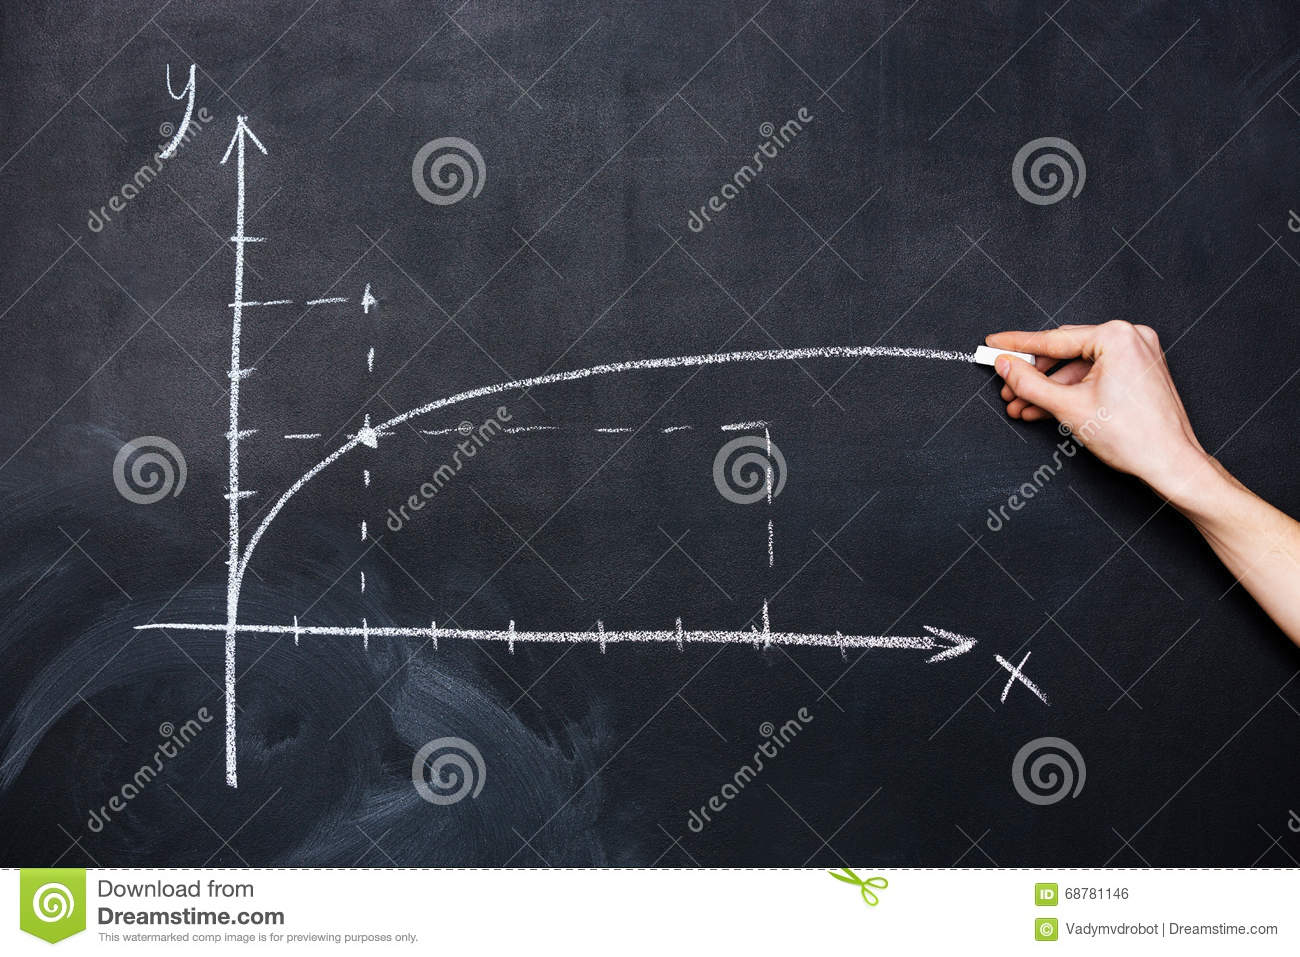 y
dreamstime
dreamstime
dreamstime
dreamstime
dreamstime
x
dreamstime
dreamstime
Download from
Dreamstime.com
This watermarked comp image is for previewing purposes only.
ID 68781146
© Vadymvdrobot | Dreamstime.com